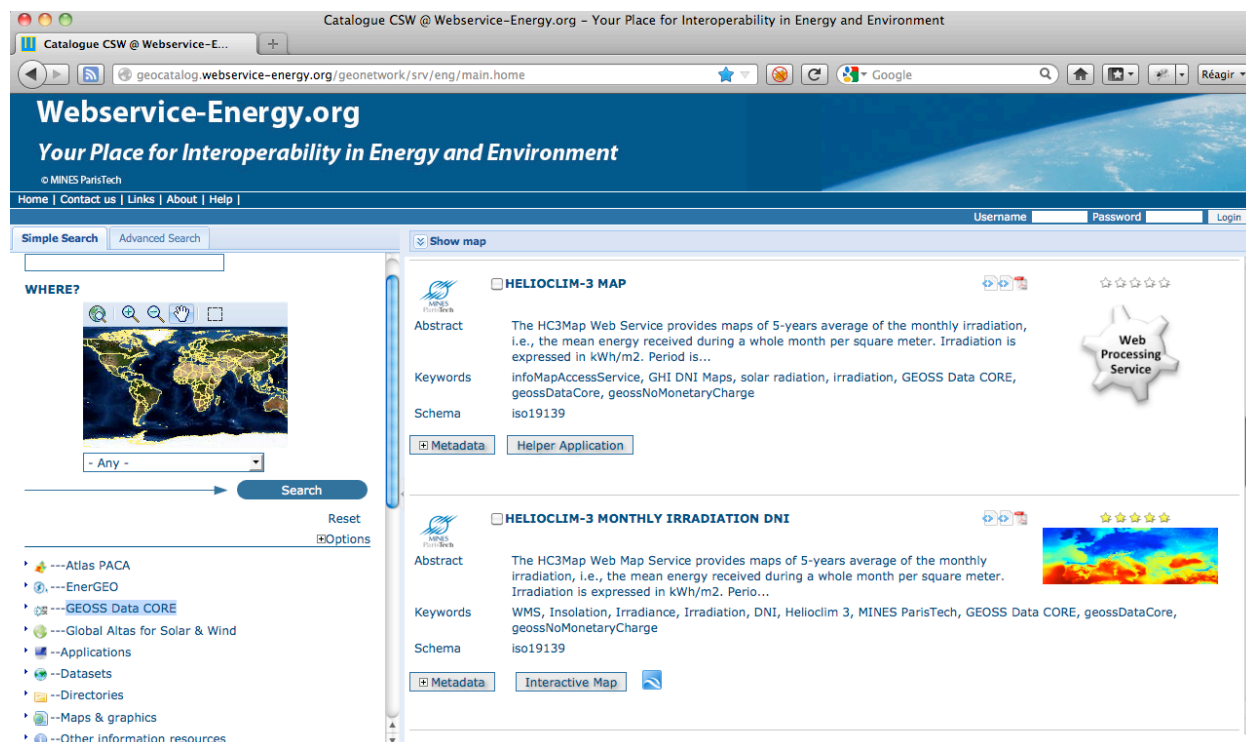 Catalogue CSW @ Webservice-Energy.org – Your Place for Interoperability in Energy and Environment
Catalogue CSW @ Webservice-E...
geocatalog.webservice-energy.org/geonetwork/srv/eng/main.home
Google
Réagir
Webservice-Energy.org
Your Place for Interoperability in Energy and Environment
© MINES ParisTech
Home | Contact us | Links | About | Help |
Username Password Login
Simple Search Advanced Search
WHERE?
- Any -
Search
Reset
Options
---Atlas PACA
---EnerGEO
---GEOSS Data CORE
---Global Altas for Solar & Wind
--Applications
--Datasets
--Directories
--Maps & graphics
--Other information resources
Show map
MINES
ParisTech
HELIOCLIM-3 MAP
Abstract The HC3Map Web Service provides maps of 5-years average of the monthly irradiation,
i.e., the mean energy received during a whole month per square meter. Irradiation is
expressed in kWh/m2. Period is...
Keywords infoMapAccessService, GHI DNI Maps, solar radiation, irradiation, GEOSS Data CORE,
geossDataCore, geossNoMonetaryCharge
Schema iso19139
Metadata Helper Application
Web
Processing
Service
MINES
ParisTech
HELIOCLIM-3 MONTHLY IRRADIATION DNI
Abstract The HC3Map Web Map Service provides maps of 5-years average of the monthly
irradiation, i.e., the mean energy received during a whole month per square meter.
Irradiation is expressed in kWh/m2. Perio...
Keywords WMS, Insolation, Irradiance, Irradiation, DNI, Helioclim 3, MINES ParisTech, GEOSS Data CORE, geossDataCore,
geossNoMonetaryCharge
Schema iso19139
Metadata Interactive Map